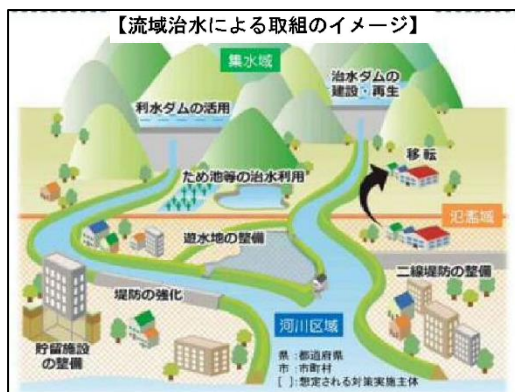 【流域治水による取組のイメージ】
集水域
治水ダムの
建設・再生
利水ダムの活用
移転
ため池等の治水利用
氾濫域
遊水地の整備
二線堤防の整備
堤防の強化
河川区域
貯留施設
の整備
県：都道府県
市：市町村
[ ]：想定される対策実施主体